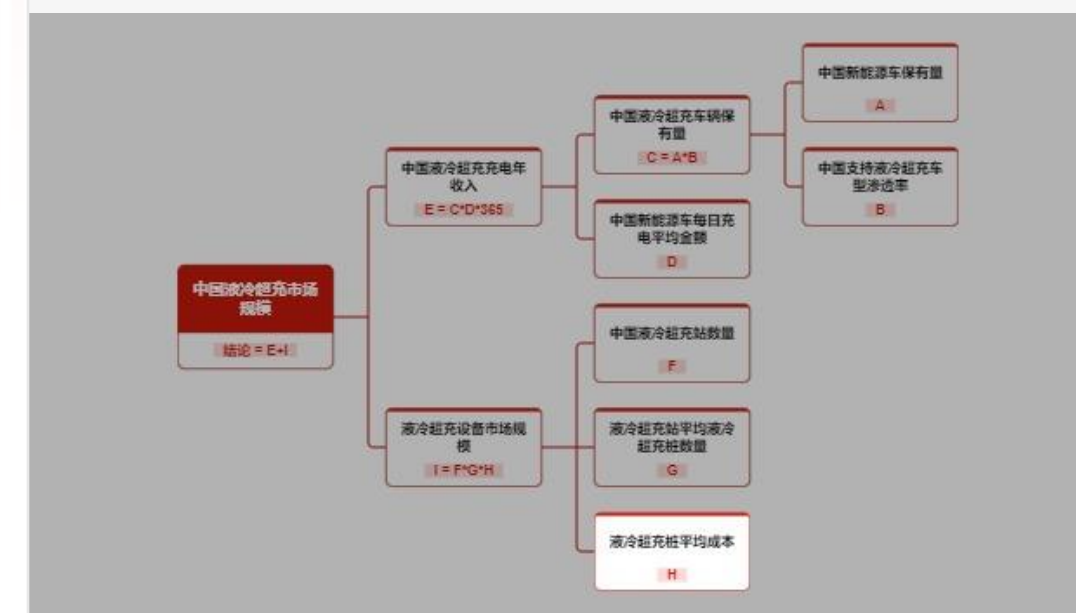 中国新能源车保有量
A
中国液冷超充车辆保
有量
C = A*B
中国液冷超充充电年
收入
E = C*D*365
中国支持液冷超充车
型渗透率
B
中国新能源车每日充
电平均金额
D
中国液冷超充市场
规模
结论 = E+I
中国液冷超充站数量
F
液冷超充设备市场规
模
I = F*G*H
液冷超充站平均液冷
超充桩数量
G
液冷超充桩平均成本
H